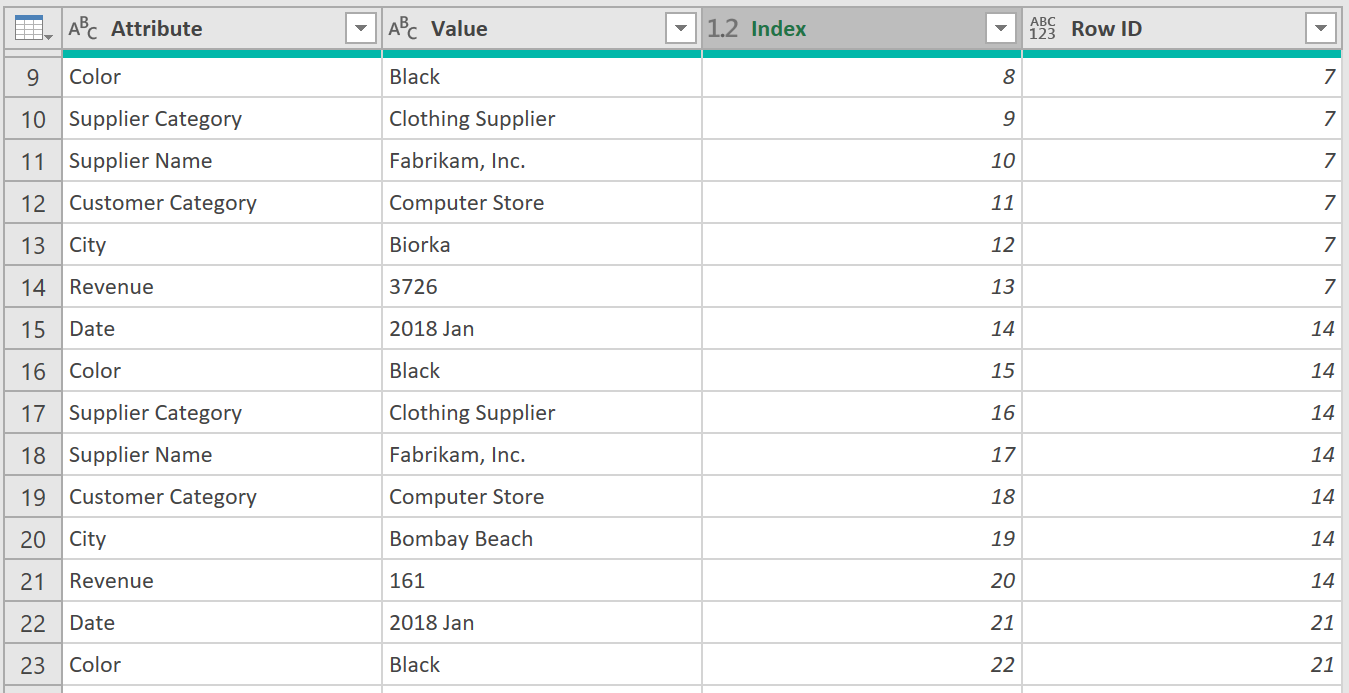 ABC Attribute ABC Value 1.2 Index ABC 123 Row ID
9 Color Black 8 7
10 Supplier Category Clothing Supplier 9 7
11 Supplier Name Fabrikam, Inc. 10 7
12 Customer Category Computer Store 11 7
13 City Biorka 12 7
14 Revenue 3726 13 7
15 Date 2018 Jan 14 14
16 Color Black 15 14
17 Supplier Category Clothing Supplier 16 14
18 Supplier Name Fabrikam, Inc. 17 14
19 Customer Category Computer Store 18 14
20 City Bombay Beach 19 14
21 Revenue 161 20 14
22 Date 2018 Jan 21 21
23 Color Black 22 21